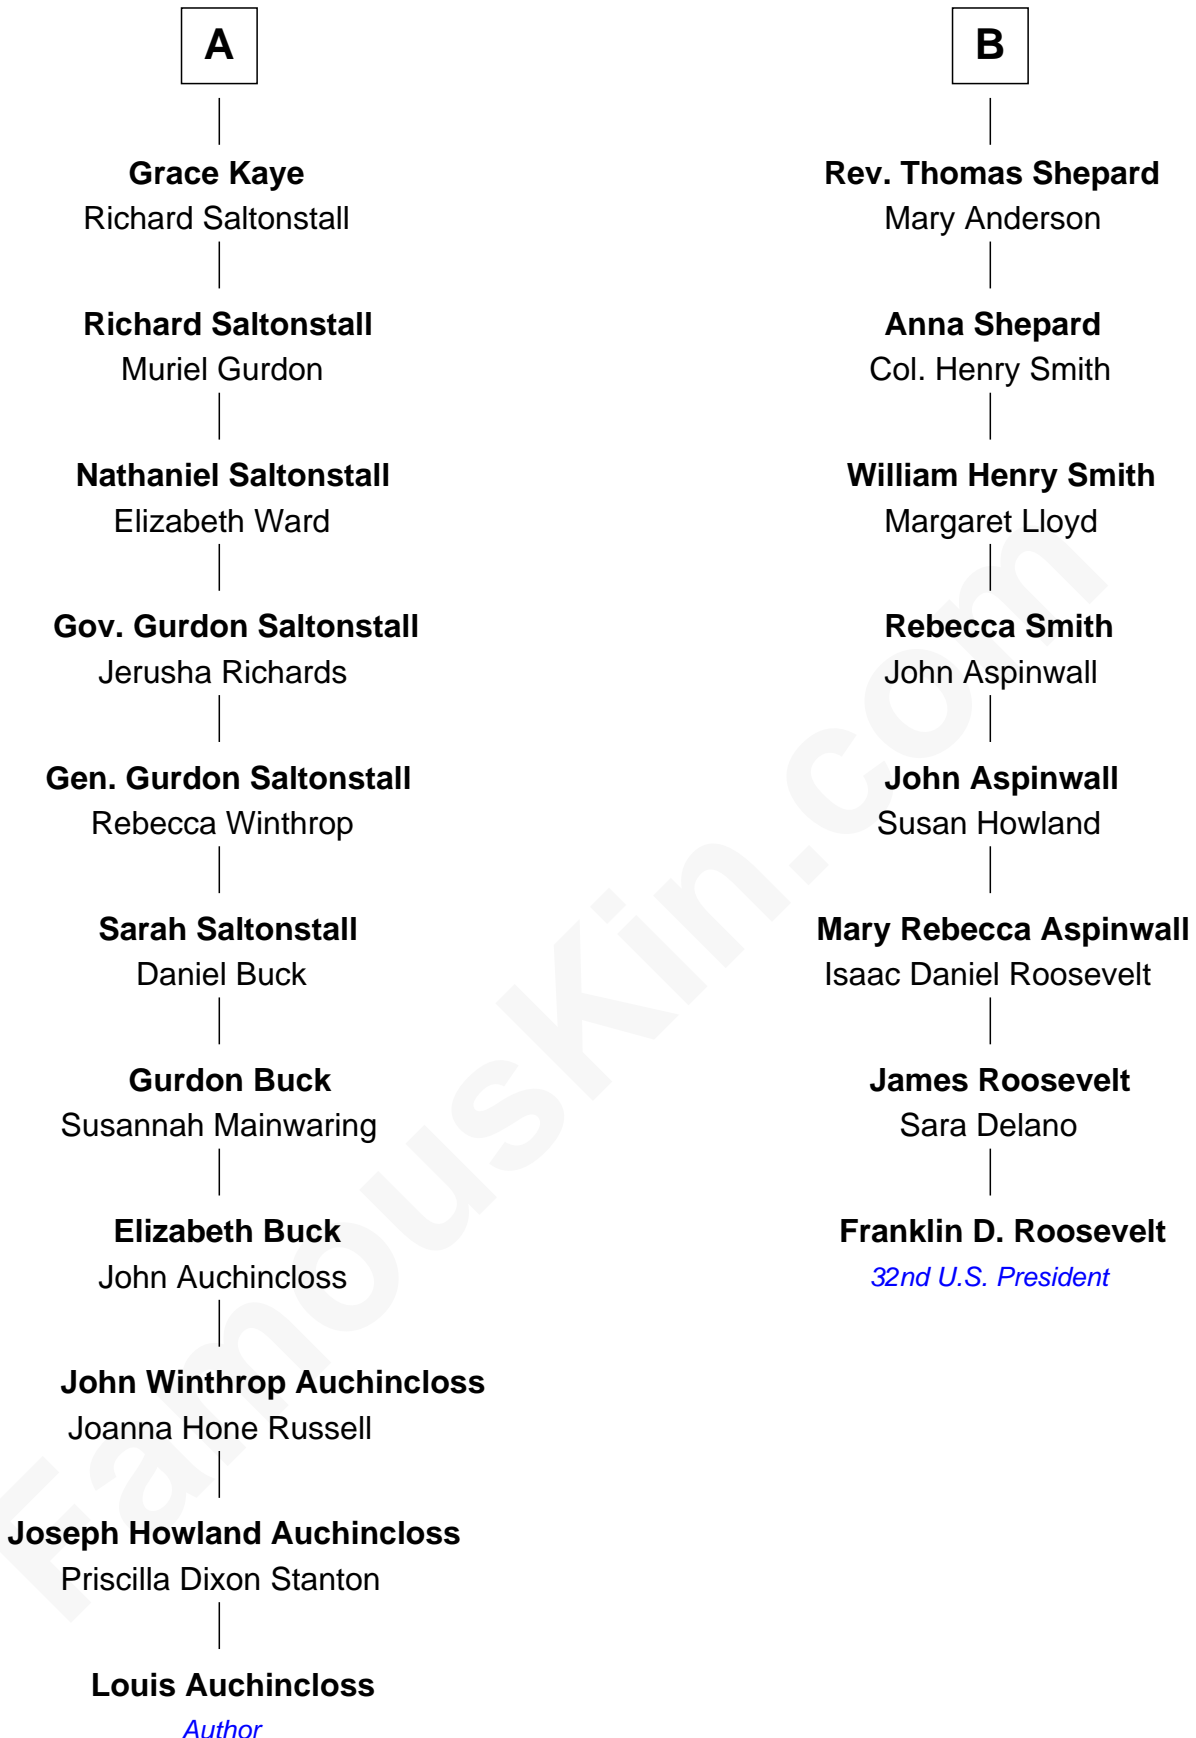 A
Grace Kaye
Richard Saltonstall
Richard Saltonstall
Muriel Gurdon
Nathaniel Saltonstall
Elizabeth Ward
Gov. Gurdon Saltonstall
Jerusha Richards
Gen. Gurdon Saltonstall
Rebecca Winthrop
Sarah Saltonstall
Daniel Buck
Gurdon Buck
Susannah Mainwaring
Elizabeth Buck
John Auchincloss
John Winthrop Auchincloss
Joanna Hone Russell
Joseph Howland Auchincloss
Priscilla Dixon Stanton
Louis Auchincloss
Author
B
Rev. Thomas Shepard
Mary Anderson
Anna Shepard
Col. Henry Smith
William Henry Smith
Margaret Lloyd
Rebecca Smith
John Aspinwall
John Aspinwall
Susan Howland
Mary Rebecca Aspinwall
Isaac Daniel Roosevelt
James Roosevelt
Sara Delano
Franklin D. Roosevelt
32nd U.S. President
FamousKin.com